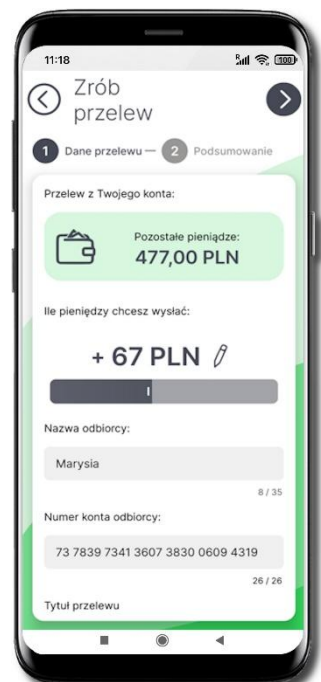 11:18
R
100
Zrób
przelew
1 Dane przelewu — 2 Podsumowanie
Przelew z Twojego konta:
Pozostałe pieniądze:
477,00 PLN
Ile pieniędzy chcesz wysłać:
+ 67 PLN
Nazwa odbiorcy:
Marysia
8 / 35
Numer konta odbiorcy:
73 7839 7341 3607 3830 0609 4319
26 / 26
Tytuł przelewu